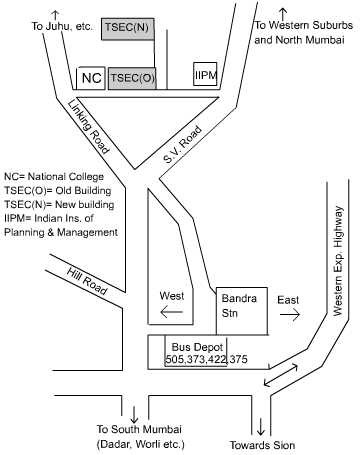 To Juhu, etc.
TSEC(N)
To Western Suburbs
and North Mumbai
NC
TSEC(O)
IIPM
Linking Road
S.V. Road
NC= National College
TSEC(O)= Old Building
TSEC(N)= New building
IIPM= Indian Ins. of
Planning & Management
Western Exp. Highway
Hill Road
West
Bandra
Stn
East
Bus Depot
505,373,422,375
To South Mumbai
(Dadar, Worli etc.)
Towards Sion